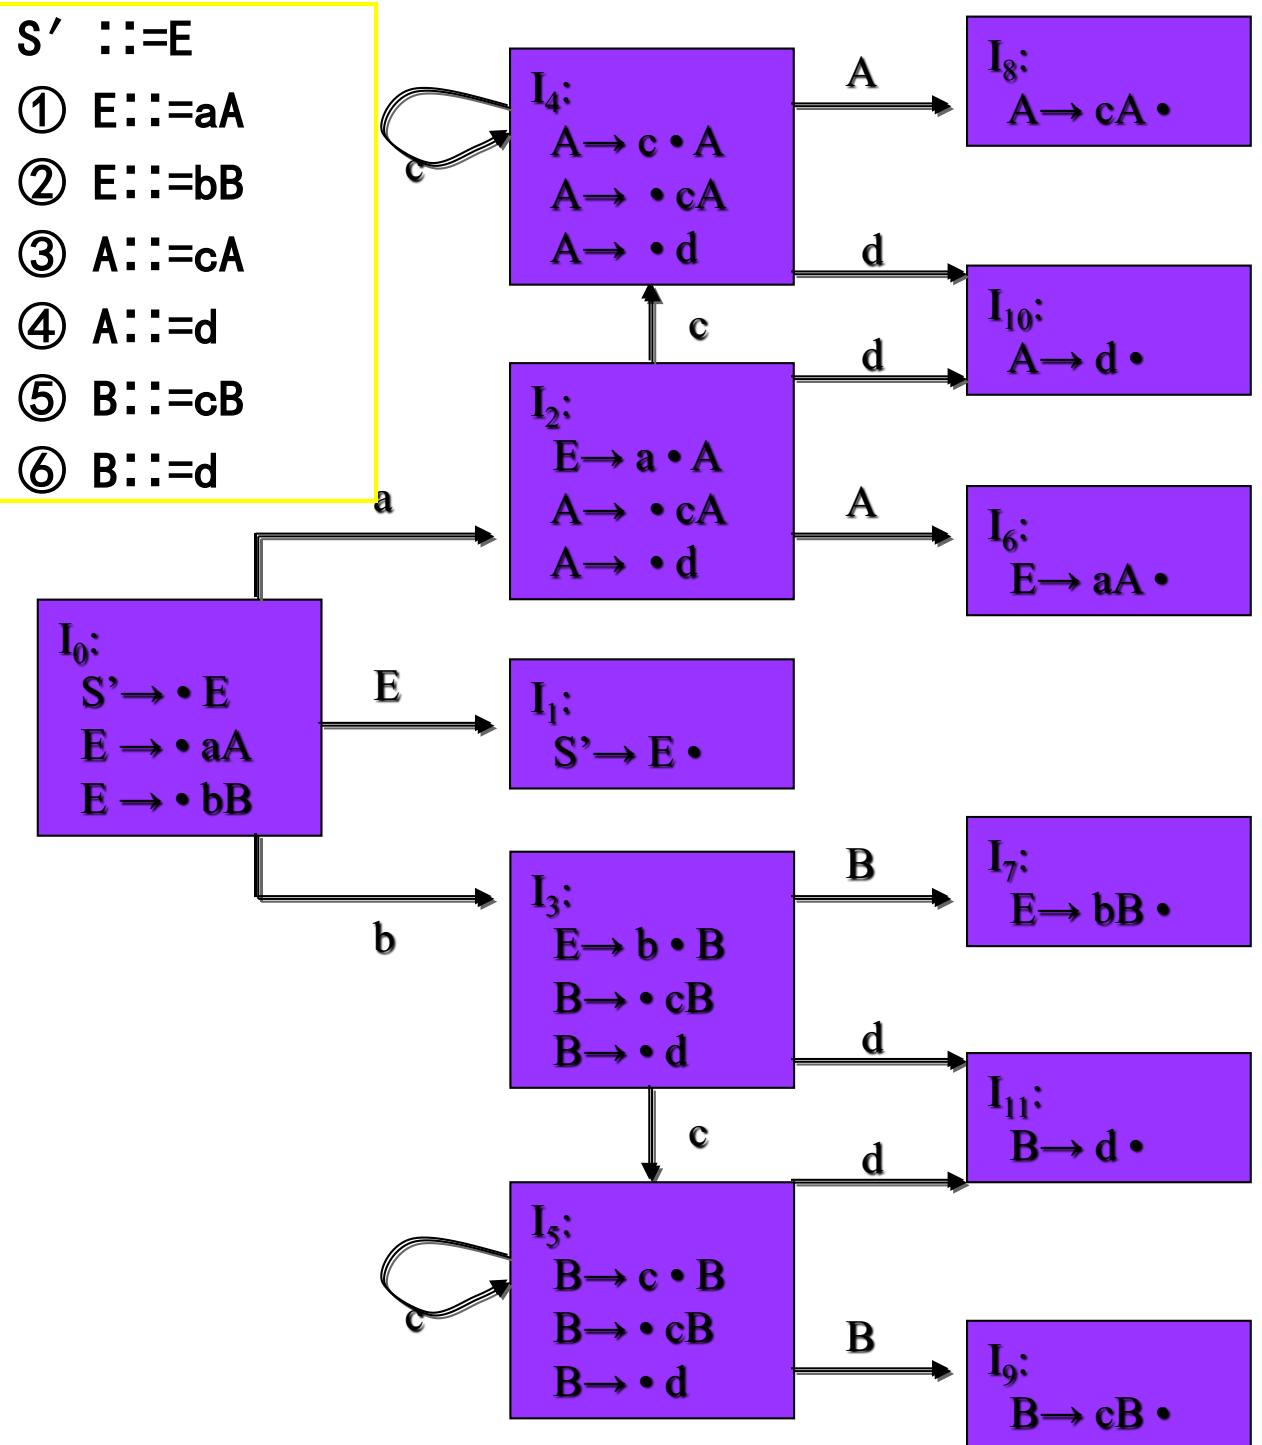 S′ ::=E
① E::=aA
② E::=bB
③ A::=cA
④ A::=d
⑤ B::=cB
⑥ B::=d
I₄:
A→ c • A
A→ • cA
A→ • d
c
A
I₈:
A→ cA •
d
c
d
I₁₀:
A→ d •
I₂:
E→ a • A
A→ • cA
A→ • d
a
A
I₆:
E→ aA •
I₀:
S’→ • E
E → • aA
E → • bB
E
I₁:
S’→ E •
b
I₃:
E→ b • B
B→ • cB
B→ • d
B
I₇:
E→ bB •
d
c
d
I₁₁:
B→ d •
I₅:
B→ c • B
B→ • cB
B→ • d
c
B
I₉:
B→ cB •